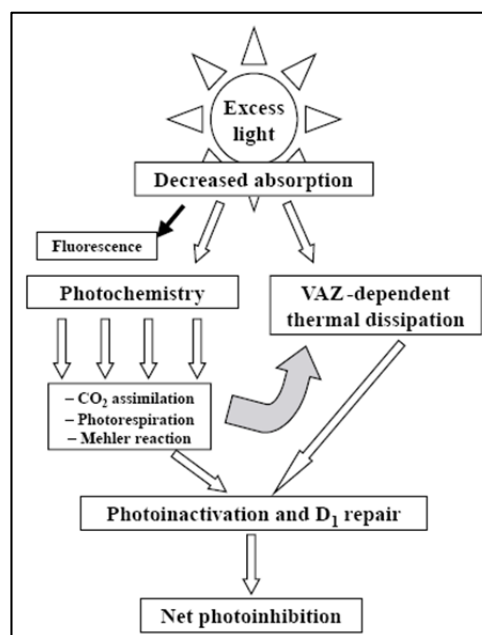 Excess
light
Decreased absorption
Fluorescence
Photochemistry
VAZ -dependent
thermal dissipation
– CO₂ assimilation
– Photorespiration
– Mehler reaction
Photoinactivation and D₁ repair
Net photoinhibition